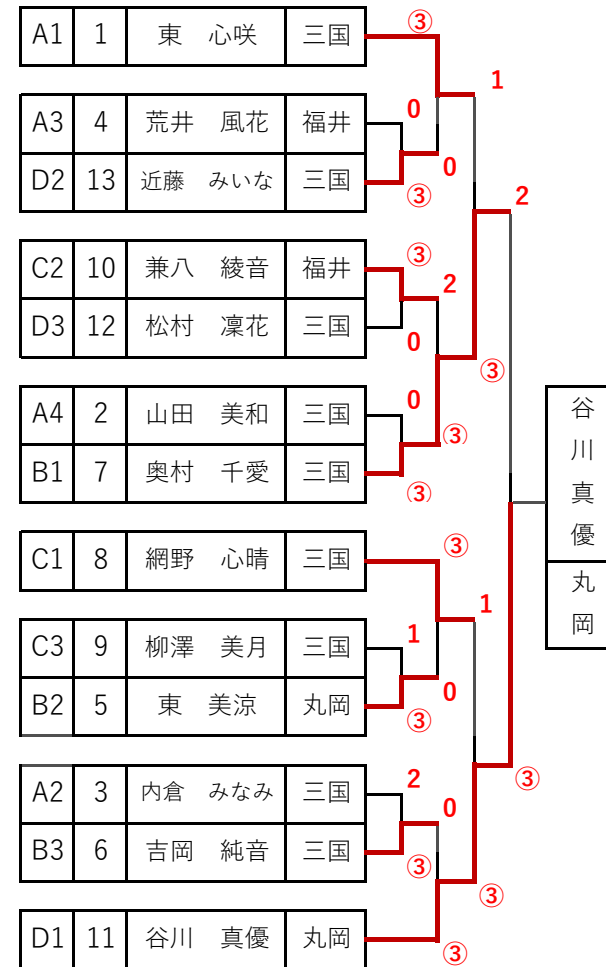 A1 1 東 心咲 三国
③
1
A3 4 荒井 風花 福井
0
D2 13 近藤 みいな 三国
③
0
2
C2 10 兼八 綾音 福井
③
2
D3 12 松村 凜花 三国
0
③
A4 2 山田 美和 三国
0
B1 7 奥村 千愛 三国
③
③
谷川真優
丸岡
C1 8 網野 心晴 三国
③
1
C3 9 柳澤 美月 三国
1
B2 5 東 美涼 丸岡
③
0
③
A2 3 内倉 みなみ 三国
2
0
B3 6 吉岡 純音 三国
③
③
D1 11 谷川 真優 丸岡
③